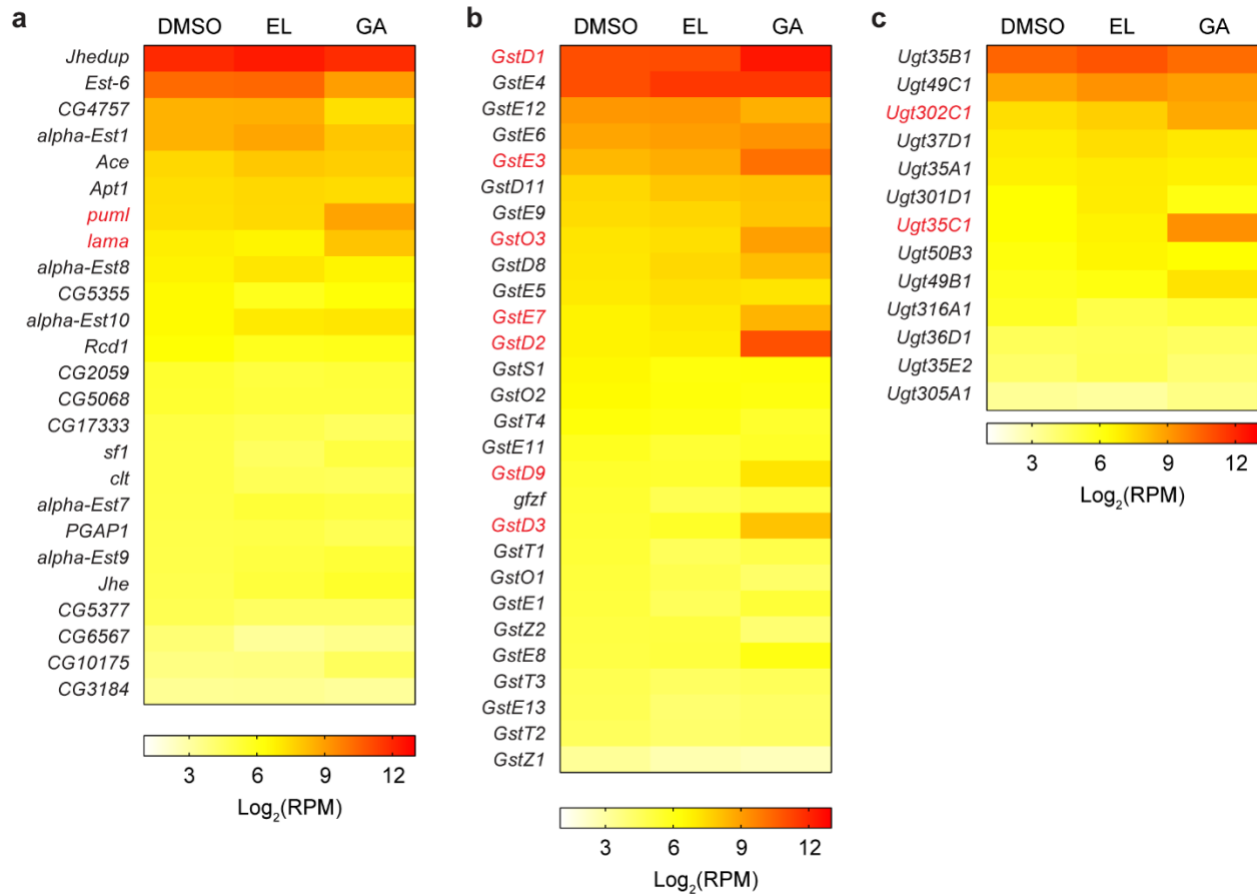 a
DMSO EL GA
Jhedup
Est-6
CG4757
alpha-Est1
Ace
Apt1
puml
lama
alpha-Est8
CG5355
alpha-Est10
Rcd1
CG2059
CG5068
CG17333
sf1
clt
alpha-Est7
PGAP1
alpha-Est9
Jhe
CG5377
CG6567
CG10175
CG3184
3 6 9 12
Log2(RPM)
b
DMSO EL GA
GstD1
GstE4
GstE12
GstE6
GstE3
GstD11
GstE9
GstO3
GstD8
GstE5
GstE7
GstD2
GstS1
GstO2
GstT4
GstE11
GstD9
gfzf
GstD3
GstT1
GstO1
GstE1
GstZ2
GstE8
GstT3
GstE13
GstT2
GstZ1
3 6 9 12
Log2(RPM)
c
DMSO EL GA
Ugt35B1
Ugt49C1
Ugt302C1
Ugt37D1
Ugt35A1
Ugt301D1
Ugt35C1
Ugt50B3
Ugt49B1
Ugt316A1
Ugt36D1
Ugt35E2
Ugt305A1
3 6 9 12
Log2(RPM)